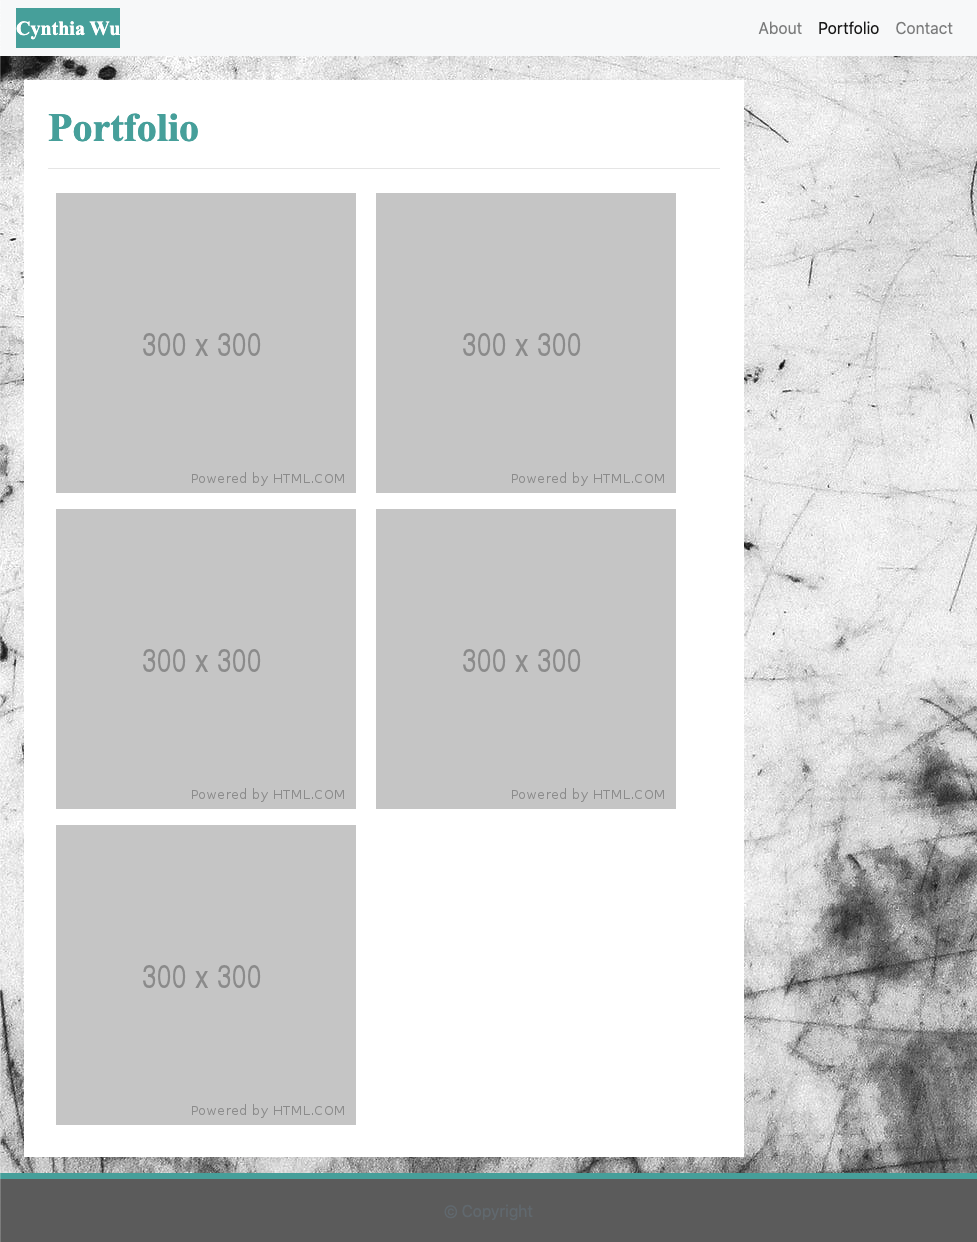 Cynthia Wu
About Portfolio Contact
Portfolio
300 x 300
Powered by HTML.COM
300 x 300
Powered by HTML.COM
300 x 300
Powered by HTML.COM
300 x 300
Powered by HTML.COM
300 x 300
Powered by HTML.COM
© Copyright